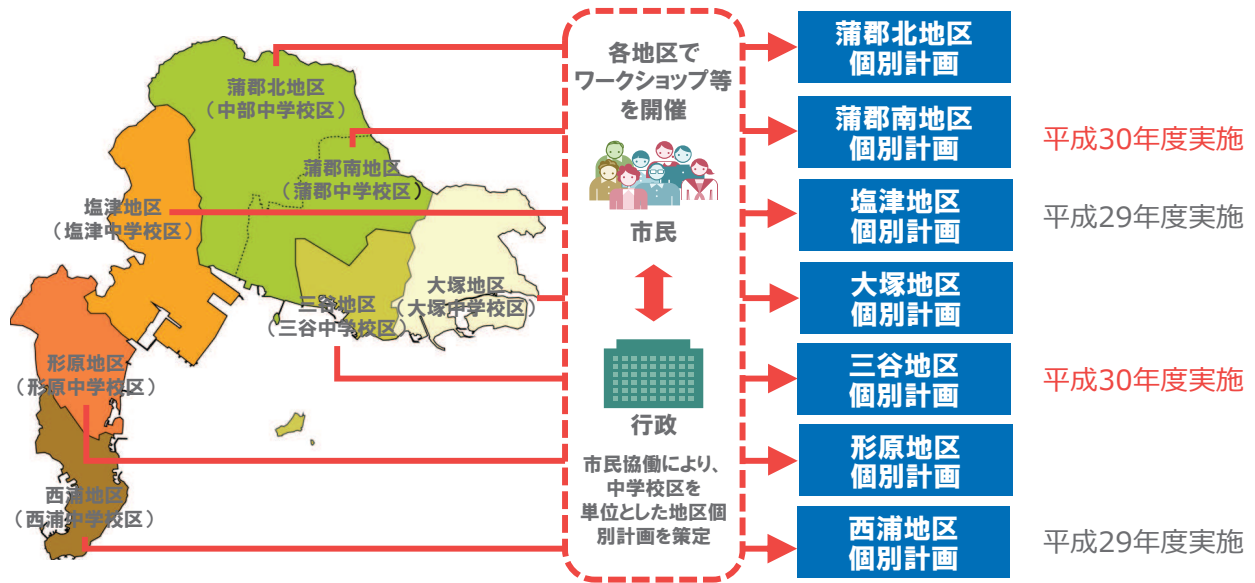 蒲郡北地区
（中部中学校区）
蒲郡南地区
（蒲郡中学校区）
塩津地区
（塩津中学校区）
大塚地区
（大塚中学校区）
三谷地区
（三谷中学校区）
形原地区
（形原中学校区）
西浦地区
（西浦中学校区）
各地区で
ワークショップ等
を開催
市民
行政
市民協働により、
中学校区を
単位とした地区個
別計画を策定
蒲郡北地区
個別計画
蒲郡南地区
個別計画
平成30年度実施
塩津地区
個別計画
平成29年度実施
大塚地区
個別計画
三谷地区
個別計画
平成30年度実施
形原地区
個別計画
西浦地区
個別計画
平成29年度実施